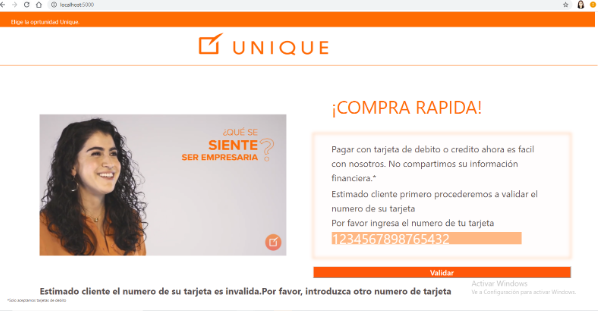 localhost:5000
Elige la oportunidad Unique.
UNIQUE
¡COMPRA RAPIDA!
¿QUÉ SE
SIENTE
SER EMPRESARIA ?
Pagar con tarjeta de debito o credito ahora es facil
con nosotros. No compartimos su información
financiera.*
Estimado cliente primero procederemos a validar el
numero de su tarjeta
Por favor ingresa el numero de tu tarjeta
1234567898765432
Validar
Activar Windows
Ve a Configuración para activar Windows.
Estimado cliente el numero de su tarjeta es invalida.Por favor, introduzca otro numero de tarjeta
*Solo aceptamos tarjetas de debito